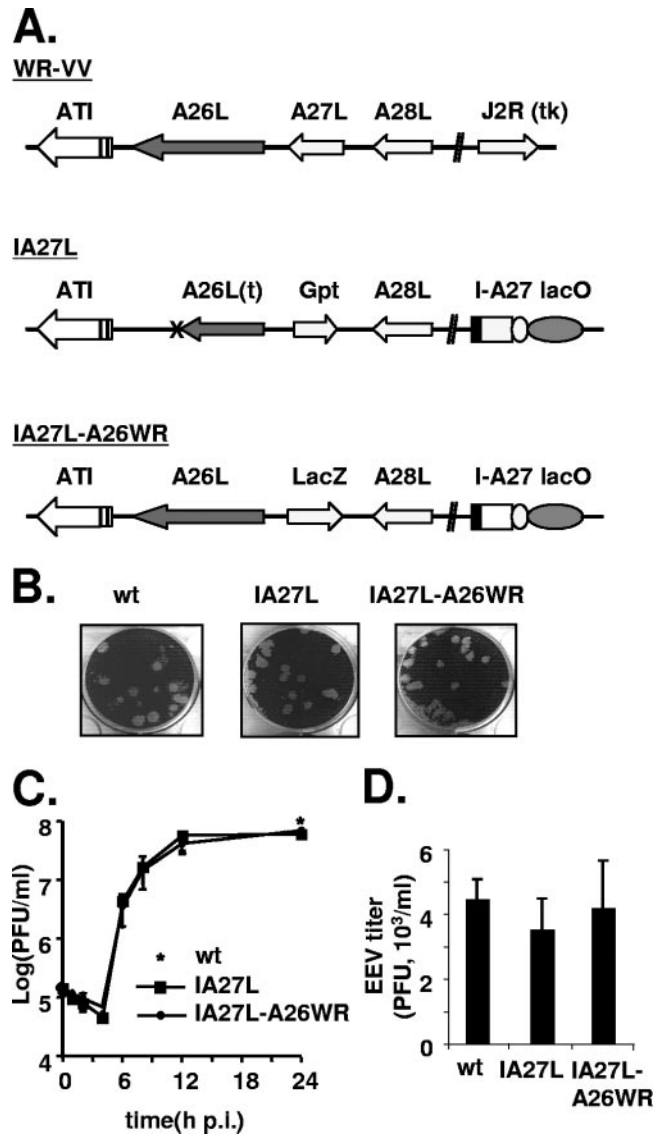 A.
WR-VV
ATI A26L A27L A28L J2R (tk)
IA27L
ATI A26L(t) Gpt A28L I-A27 lacO
X
IA27L-A26WR
ATI A26L LacZ A28L I-A27 lacO
B.
wt IA27L IA27L-A26WR
C.
Log(PFU/ml)
8
7
6
5
4
*
* wt
IA27L
IA27L-A26WR
0 6 12 18 24
time(h p.i.)
D.
EEV titer
(PFU, 10³/ml)
6
4
2
0
wt IA27L IA27L-
A26WR